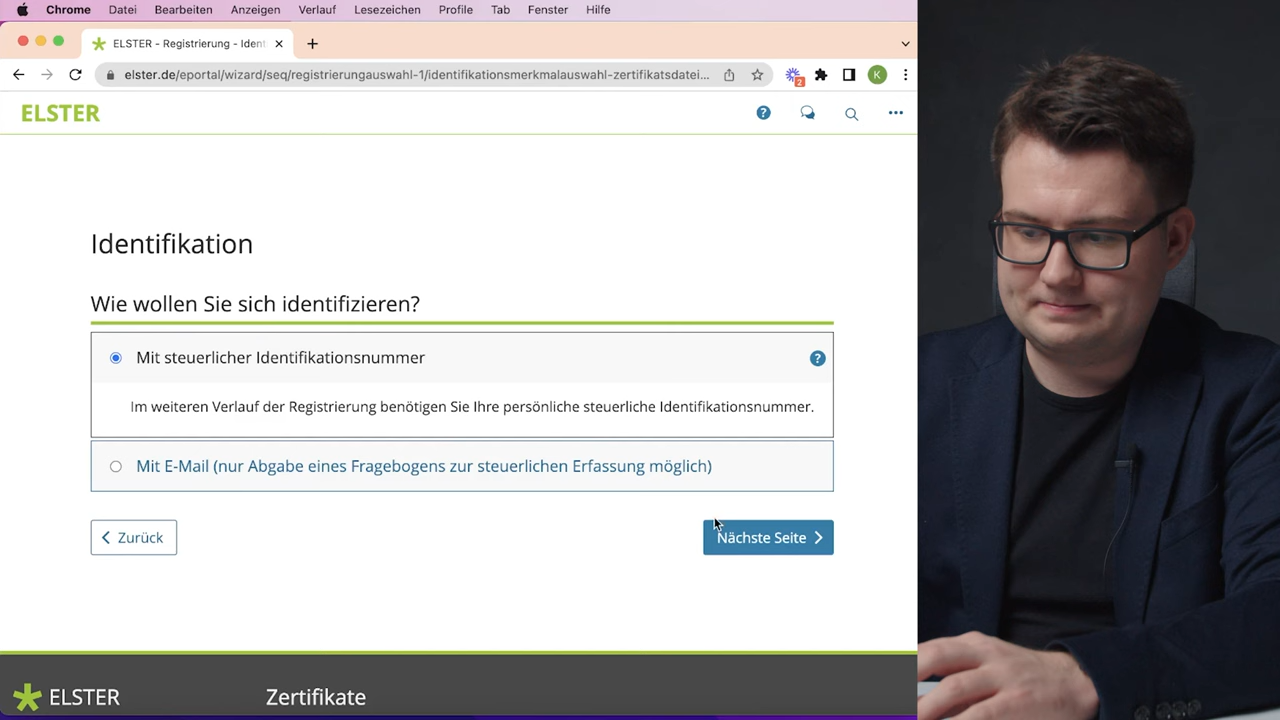 Chrome Datei Bearbeiten Anzeigen Verlauf Lesezeichen Profile Tab Fenster Hilfe
ELSTER - Registrierung - Ident
elster.de/eportal/wizard/seq/registrierungauswahl-1/identifikationsmerkmalauswahl-zertifikatsdatei...
2
K
ELSTER
?
Identifikation
Wie wollen Sie sich identifizieren?
Mit steuerlicher Identifikationsnummer
?
Im weiteren Verlauf der Registrierung benötigen Sie Ihre persönliche steuerliche Identifikationsnummer.
Mit E-Mail (nur Abgabe eines Fragebogens zur steuerlichen Erfassung möglich)
Zurück
Nächste Seite
ELSTER
Zertifikate